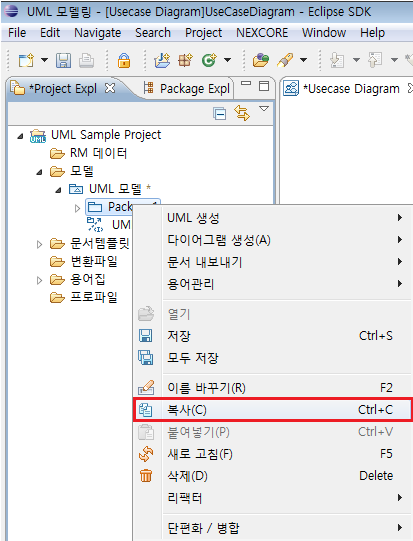 UML 모델링 - [Usecase Diagram]UseCaseDiagram - Eclipse SDK
File Edit Navigate Search Project NEXCORE Window Help
*Project Expl Package Expl *Usecase Diagram
UML Sample Project
RM 데이터
모델
UML 모델 *
UML 생성
다이어그램 생성(A)
문서템플릿
문서 내보내기
변환파일
용어관리
용어집
프로파일
열기
저장 Ctrl+S
모두 저장
이름 바꾸기(R) F2
복사(C) Ctrl+C
붙여넣기(P) Ctrl+V
새로 고침(F) F5
삭제(D) Delete
리팩터
단편화 / 병합